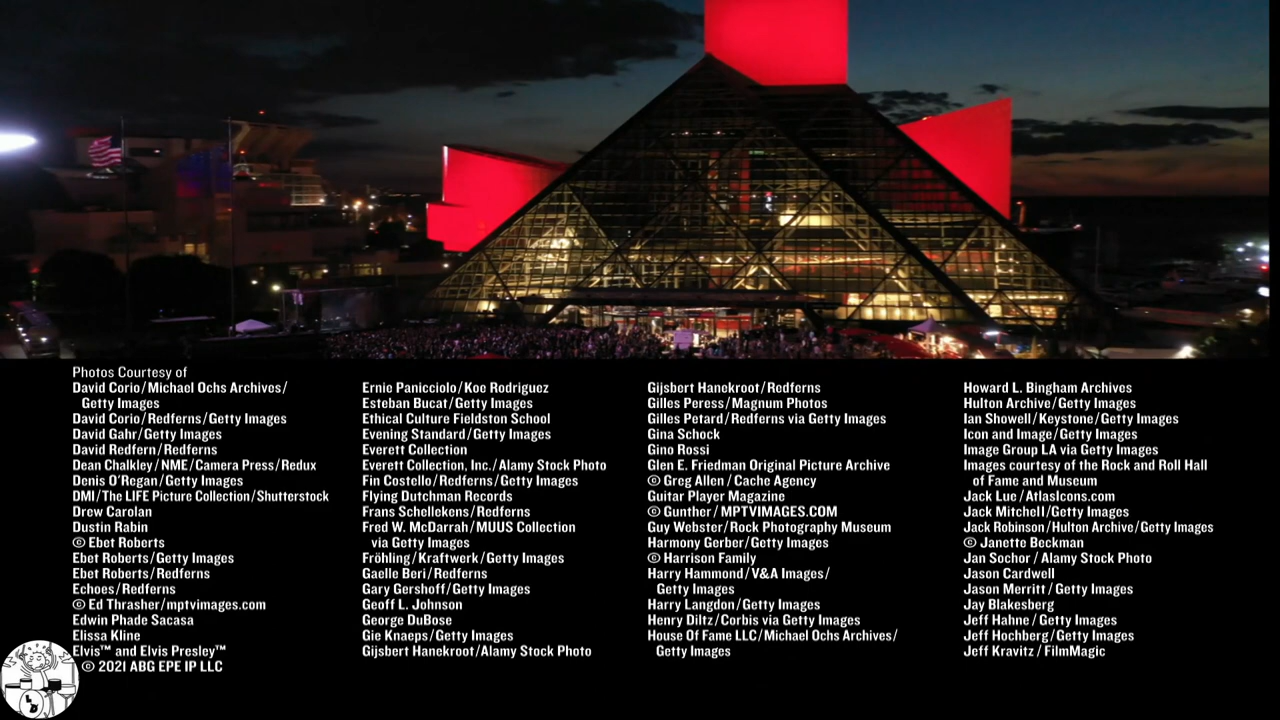 Photos Courtesy of
David Corio/Michael Ochs Archives/
Getty Images
David Corio/Redferns/Getty Images
David Gahr/Getty Images
David Redfern/Redferns
Dean Chalkley/NME/Camera Press/Redux
Denis O'Regan/Getty Images
DMI/The LIFE Picture Collection/Shutterstock
Drew Carolan
Dustin Rabin
© Ebet Roberts
Ebet Roberts/Getty Images
Ebet Roberts/Redferns
Echoes/Redferns
© Ed Thrasher/mptvimages.com
Edwin Phade Sacasa
Elissa Kline
Elvis™ and Elvis Presley™
© 2021 ABG EPE IP LLC
Ernie Panicciolo/Koe Rodriguez
Esteban Bucat/Getty Images
Ethical Culture Fieldston School
Evening Standard/Getty Images
Everett Collection
Everett Collection, Inc./Alamy Stock Photo
Fin Costello/Redferns/Getty Images
Flying Dutchman Records
Frans Schellekens/Redferns
Fred W. McDarrah/MUUS Collection
via Getty Images
Fröhling/Kraftwerk/Getty Images
Gaelle Beri/Redferns
Gary Gershoff/Getty Images
Geoff L. Johnson
George DuBose
Gie Knaeps/Getty Images
Gijsbert Hanekroot/Alamy Stock Photo
Gijsbert Hanekroot/Redferns
Gilles Peress/Magnum Photos
Gilles Petard/Redferns via Getty Images
Gina Schock
Gino Rossi
Glen E. Friedman Original Picture Archive
© Greg Allen / Cache Agency
Guitar Player Magazine
© Gunther/MPTVIMAGES.COM
Guy Webster/Rock Photography Museum
Harmony Gerber/Getty Images
© Harrison Family
Harry Hammond/V&A Images/
Getty Images
Harry Langdon/Getty Images
Henry Diltz/Corbis via Getty Images
House Of Fame LLC/Michael Ochs Archives/
Getty Images
Howard L. Bingham Archives
Hulton Archive/Getty Images
Ian Showell/Keystone/Getty Images
Icon and Image/Getty Images
Image Group LA via Getty Images
Images courtesy of the Rock and Roll Hall
of Fame and Museum
Jack Lue/AtlasIcons.com
Jack Mitchell/Getty Images
Jack Robinson/Hulton Archive/Getty Images
© Janette Beckman
Jan Sochor / Alamy Stock Photo
Jason Cardwell
Jason Merritt / Getty Images
Jay Blakesberg
Jeff Hahne / Getty Images
Jeff Hochberg / Getty Images
Jeff Kravitz / FilmMagic